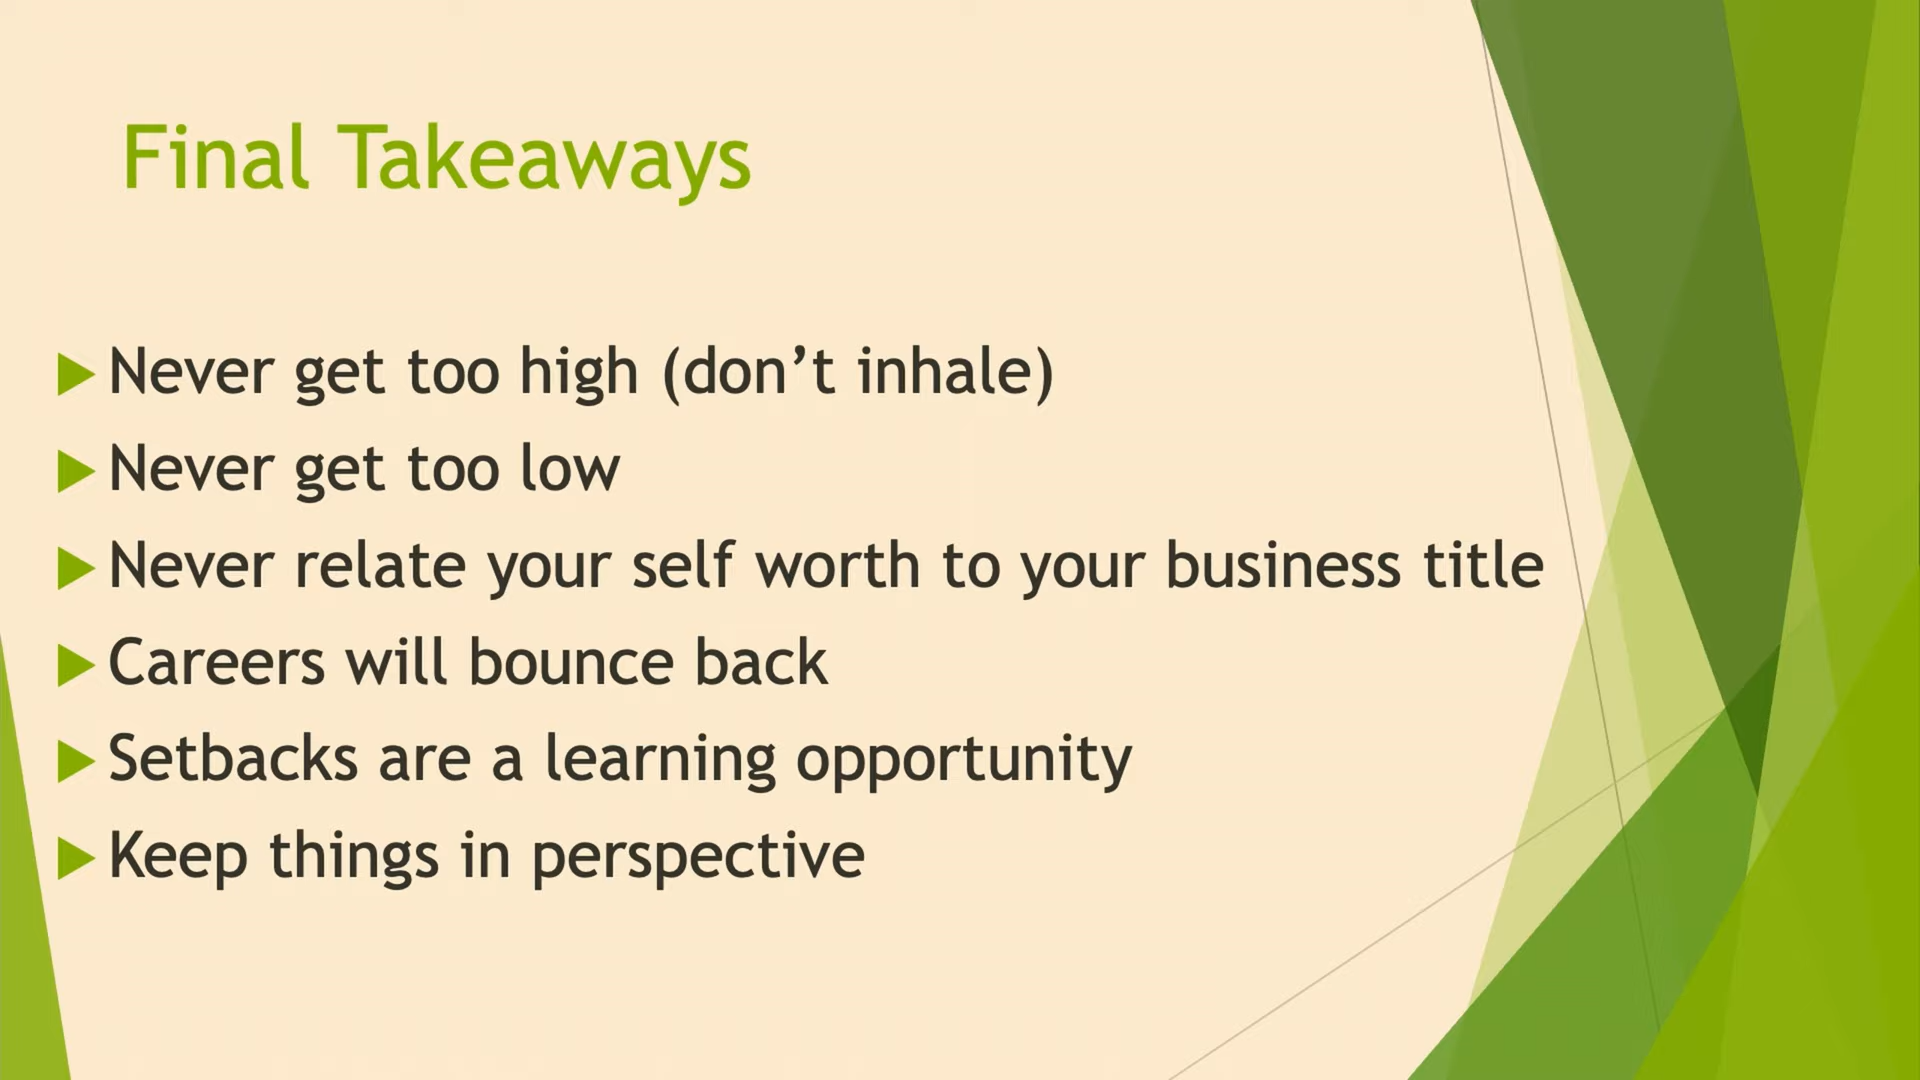 Final Takeaways
Never get too high (don’t inhale)
Never get too low
Never relate your self worth to your business title
Careers will bounce back
Setbacks are a learning opportunity
Keep things in perspective